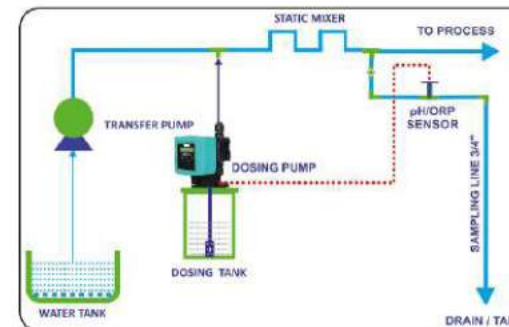 STATIC MIXER
TO PROCESS
TRANSFER PUMP
pH/ORP
SENSOR
DOSING PUMP
SAMPLING LINE 3/4"
DOSING TANK
WATER TANK
DRAIN /